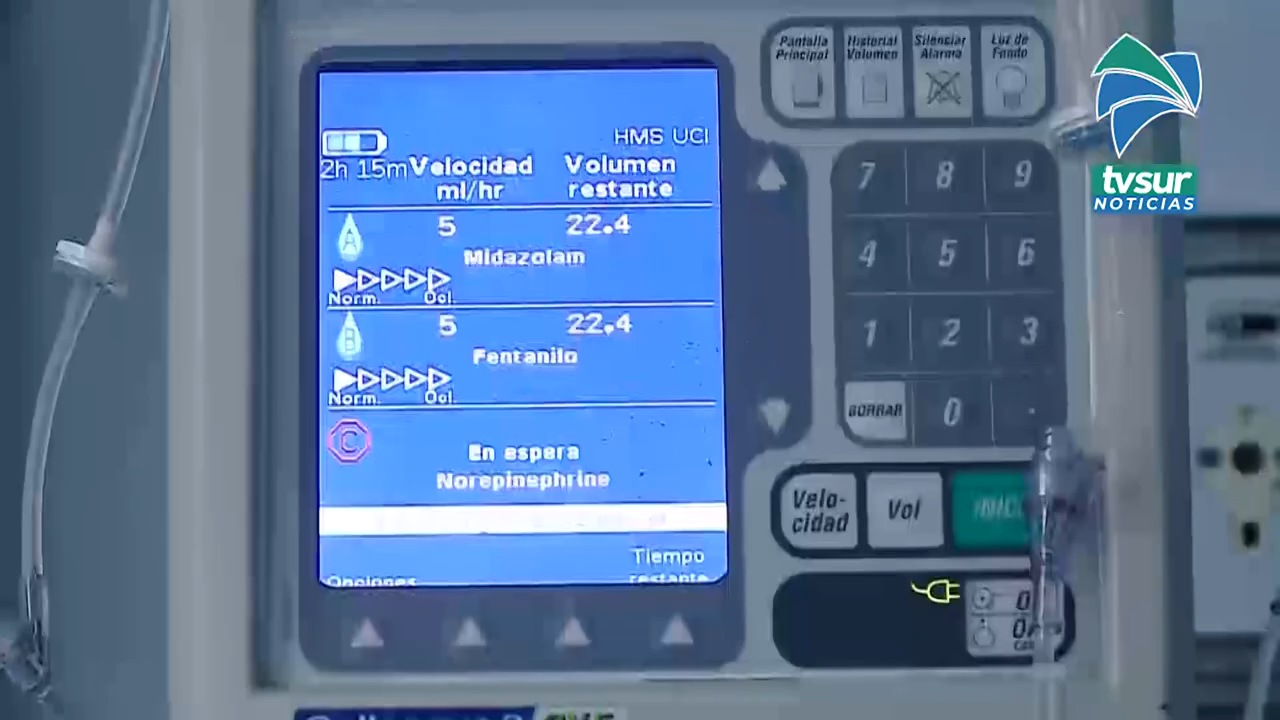 Pantalla Principal
Historial Volumen
Silenciar Alarma
Luz de Fondo
tvsur
NOTICIAS
HMS UCI
2h 15m
Velocidad ml/hr
Volumen restante
A
5
22.4
Midazolam
Norm.
Ocl.
B
5
22.4
Fentanilo
Norm.
Ocl.
C
En espera
Norepinephrine
Tiempo restante
Opciones
7 8 9
4 5 6
1 2 3
BORRAR 0 .
Velo-
cidad
Vol